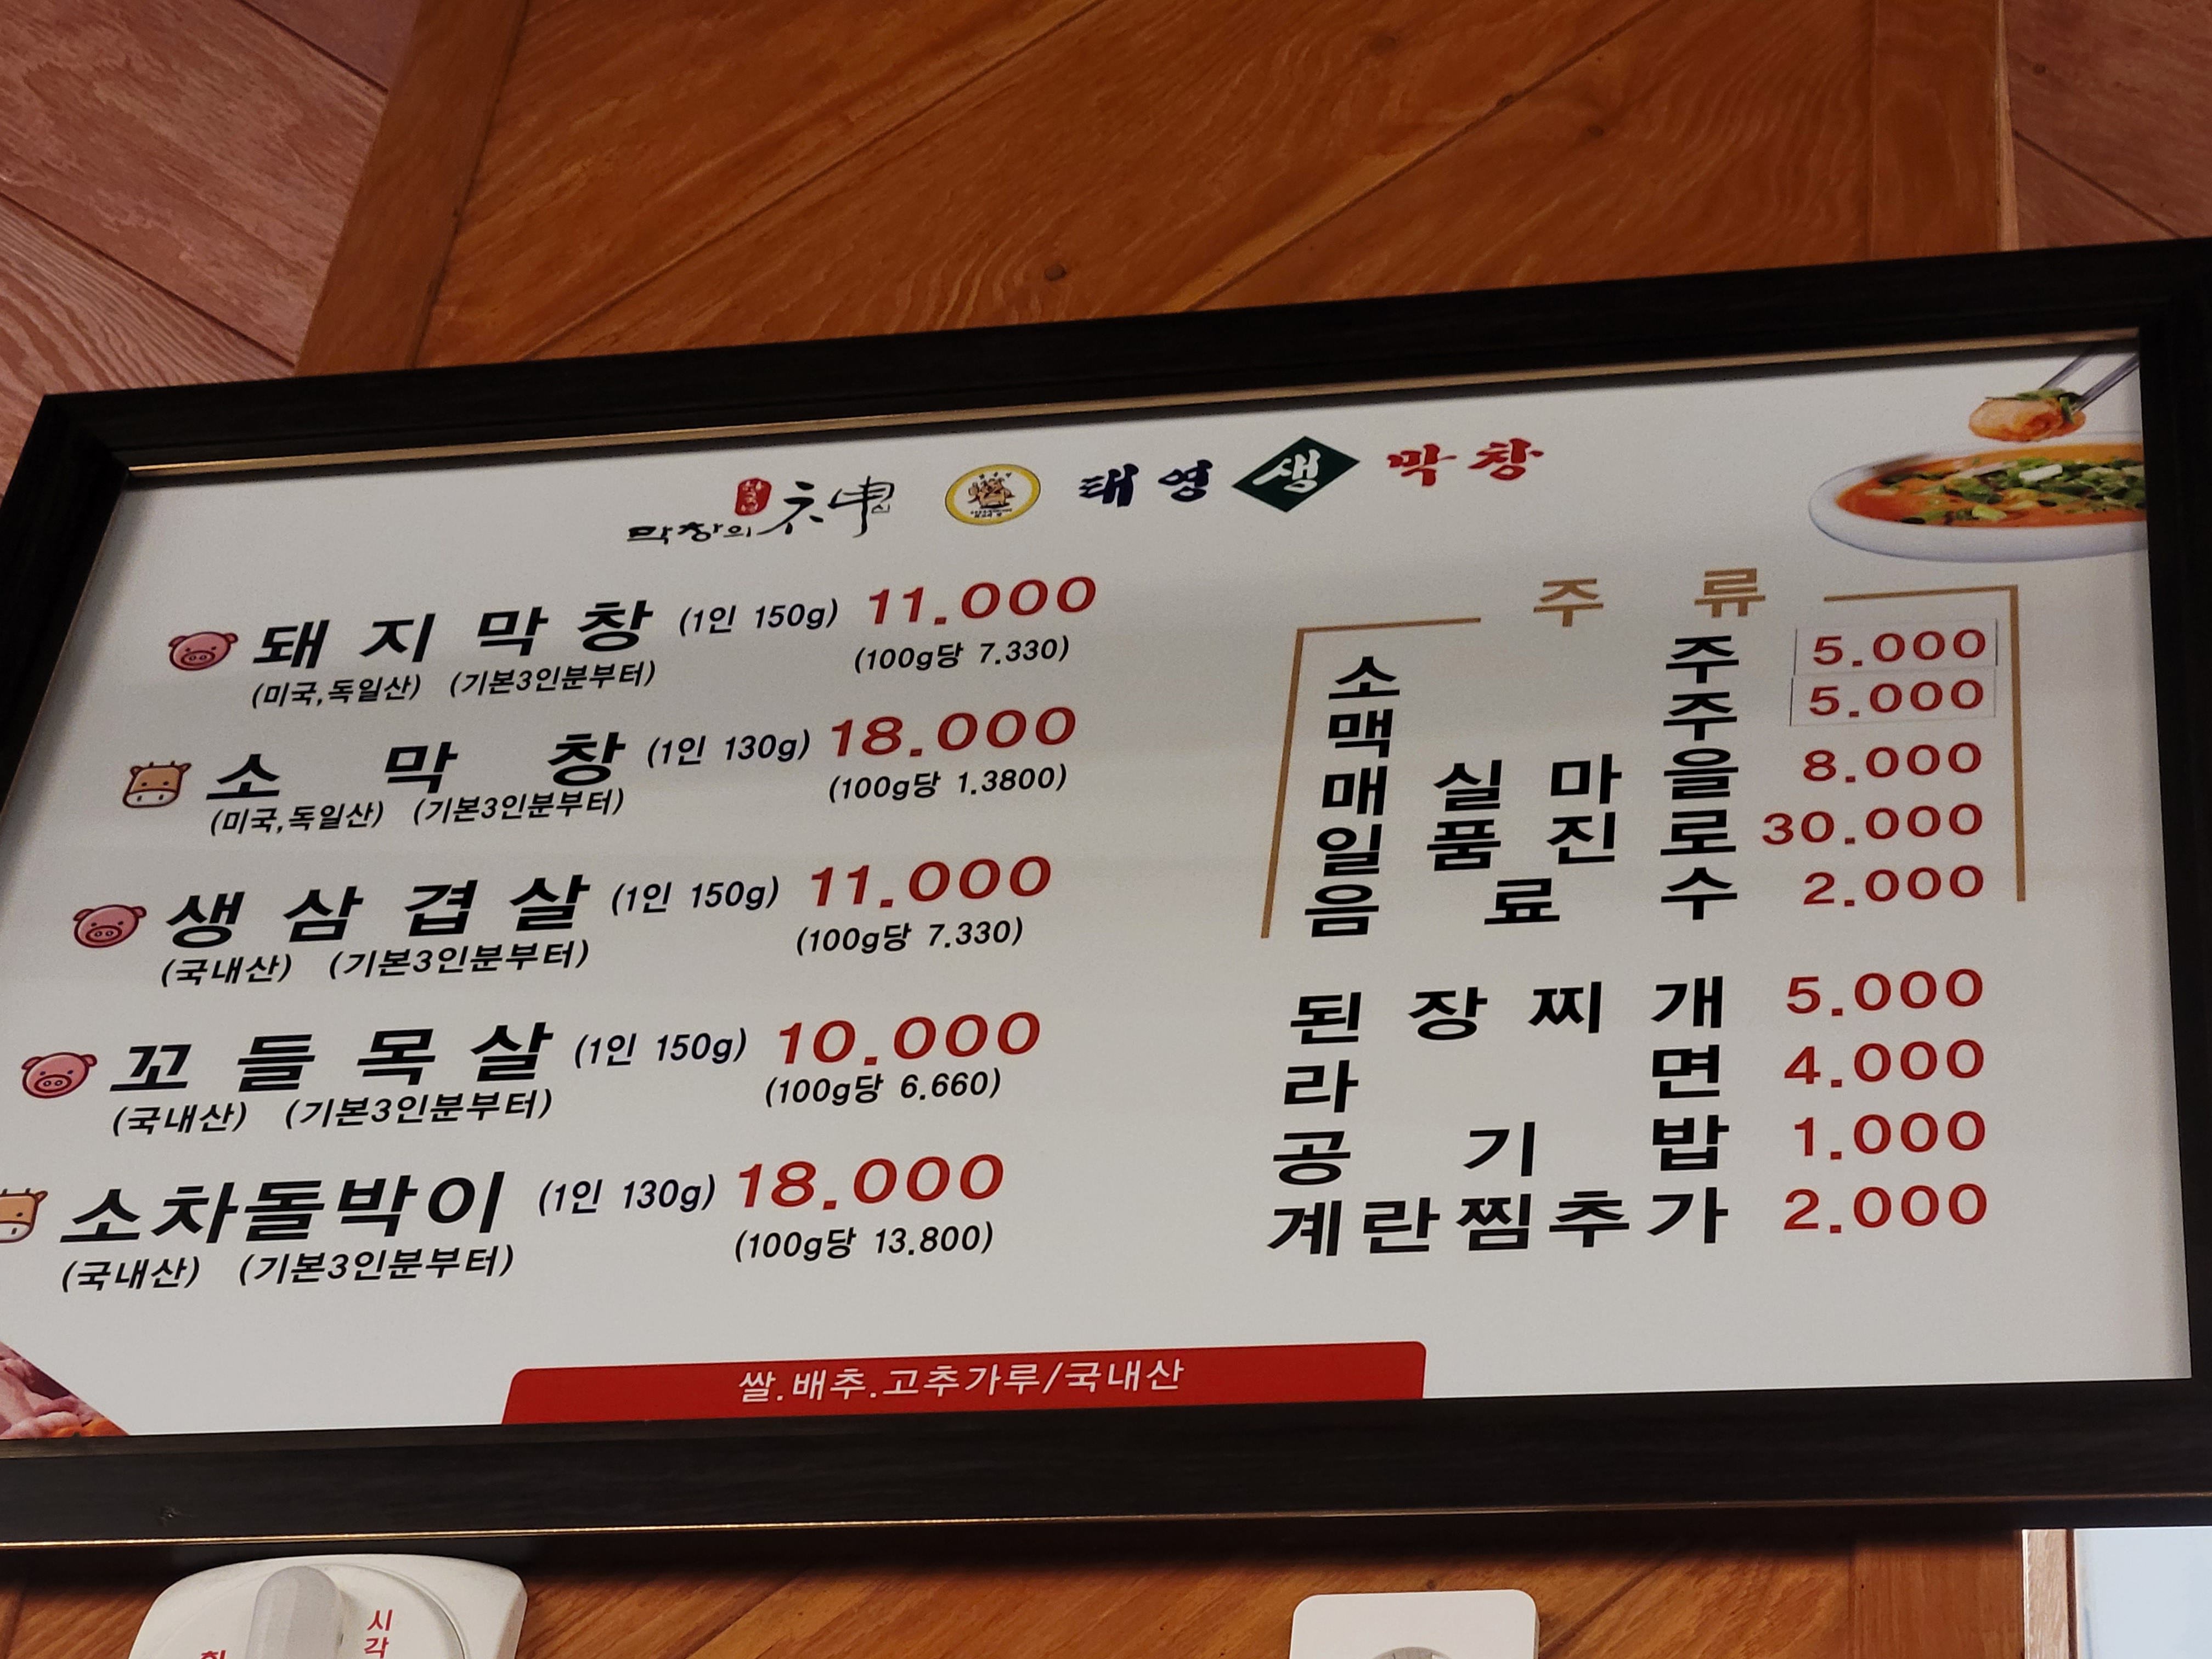 막창의 神
태영 생 막창
돼지막창 (1인 150g) 11.000
(미국,독일산) (기본3인분부터) (100g당 7.330)
소막창 (1인 130g) 18.000
(미국,독일산) (기본3인분부터) (100g당 1.3800)
생삼겹살 (1인 150g) 11.000
(국내산) (기본3인분부터) (100g당 7.330)
꼬들목살 (1인 150g) 10.000
(국내산) (기본3인분부터) (100g당 6.660)
소차돌박이 (1인 130g) 18.000
(국내산) (기본3인분부터) (100g당 13.800)
주류
소주 5.000
맥주 5.000
매실마을 8.000
일품진로 30.000
음료수 2.000
된장찌개 5.000
라면 4.000
공기밥 1.000
계란찜추가 2.000
쌀.배추.고추가루/국내산
시
각